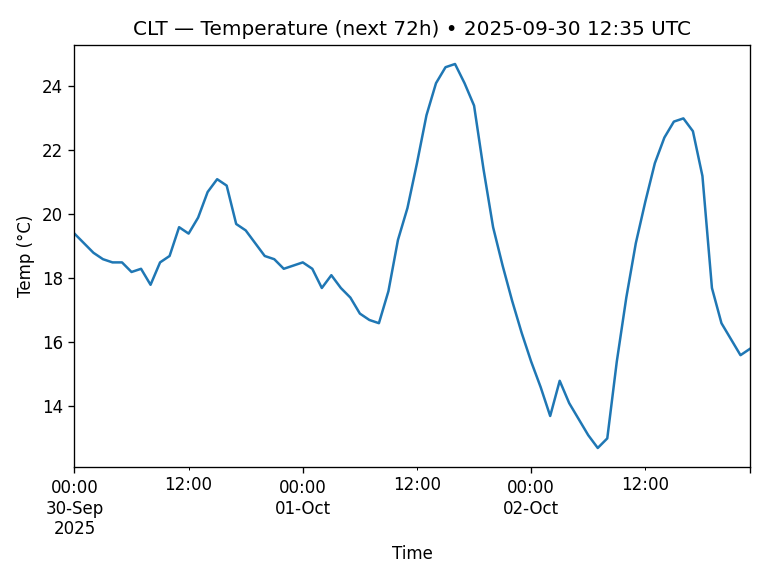 CLT — Temperature (next 72h) • 2025-09-30 12:35 UTC
Temp (°C)
24
22
20
18
16
14
00:00 12:00 00:00 12:00 00:00 12:00
30-Sep 01-Oct 02-Oct
2025
Time